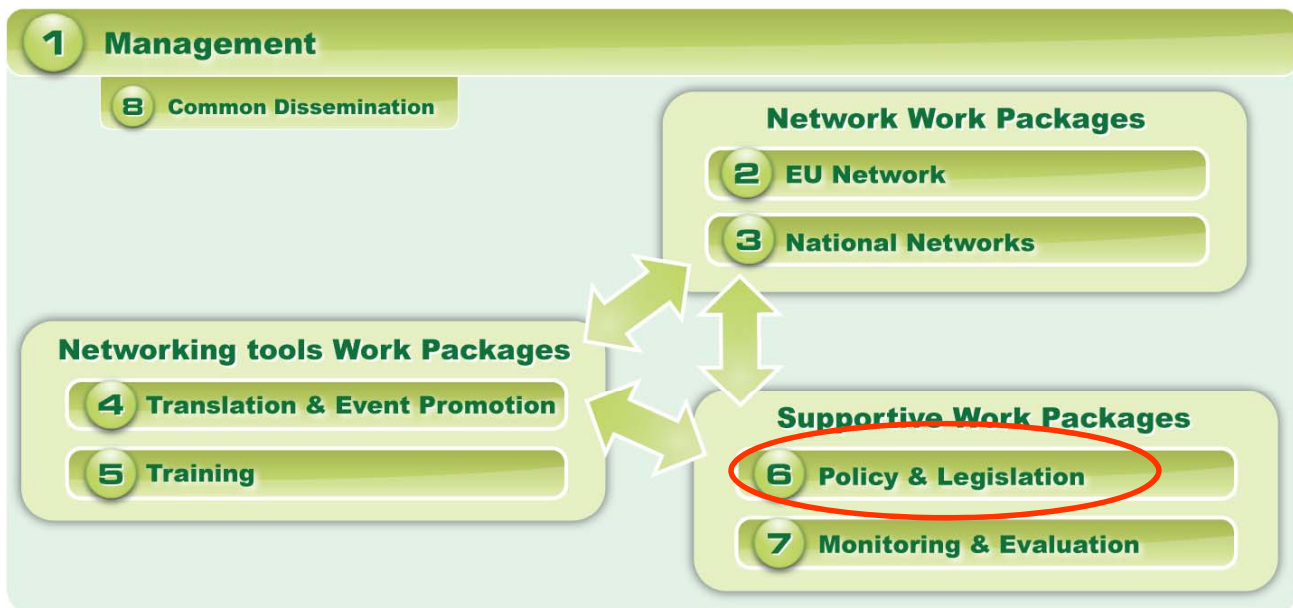 1 Management
8 Common Dissemination
Network Work Packages
2 EU Network
3 National Networks
Networking tools Work Packages
4 Translation & Event Promotion
5 Training
Supportive Work Packages
6 Policy & Legislation
7 Monitoring & Evaluation